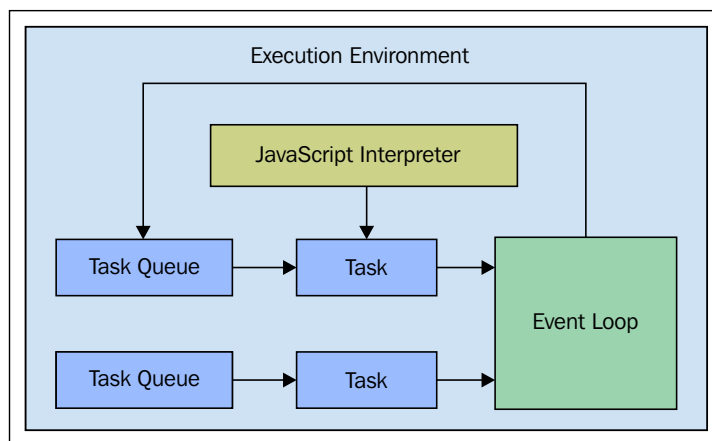 Execution Environment
JavaScript Interpreter
Task Queue
Task
Event Loop
Task Queue
Task